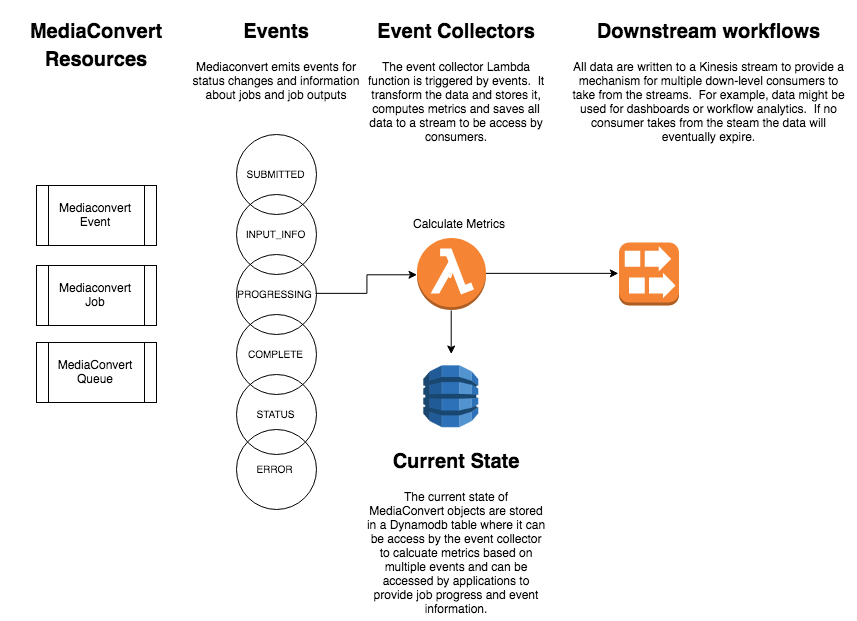 MediaConvert
Resources
Events
Event Collectors
Downstream workflows
Mediaconvert emits events for
status changes and information
about jobs and job outputs
The event collector Lambda
function is triggered by events.  It
transform the data and stores it,
computes metrics and saves all
data to a stream to be access by
consumers.
All data are written to a Kinesis stream to provide a
mechanism for multiple down-level consumers to
take from the streams.  For example, data might be
used for dashboards or workflow analytics.  If no
consumer takes from the steam the data will
eventually expire.
Mediaconvert
Event
Mediaconvert
Job
MediaConvert
Queue
SUBMITTED
INPUT_INFO
PROGRESSING
COMPLETE
STATUS
ERROR
Calculate Metrics
Current State
The current state of
MediaConvert objects are stored
in a Dynamodb table where it can
be access by the event collector
to calcuate metrics based on
multiple events and can be
accessed by applications to
provide job progress and event
information.